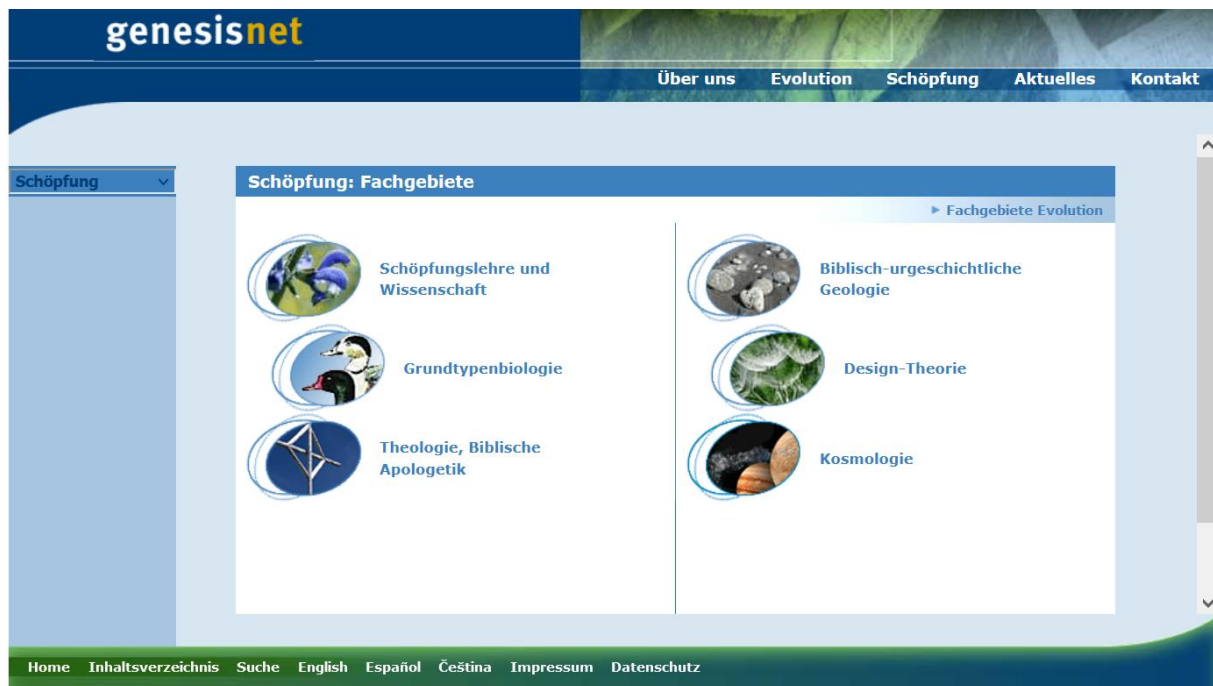 genesisnet
Über uns Evolution Schöpfung Aktuelles Kontakt
Schöpfung
Schöpfung: Fachgebiete
Fachgebiete Evolution
Schöpfungslehre und
Wissenschaft
Biblisch-urgeschichtliche
Geologie
Grundtypenbiologie
Design-Theorie
Theologie, Biblische
Apologetik
Kosmologie
Home Inhaltsverzeichnis Suche English Español Čeština Impressum Datenschutz